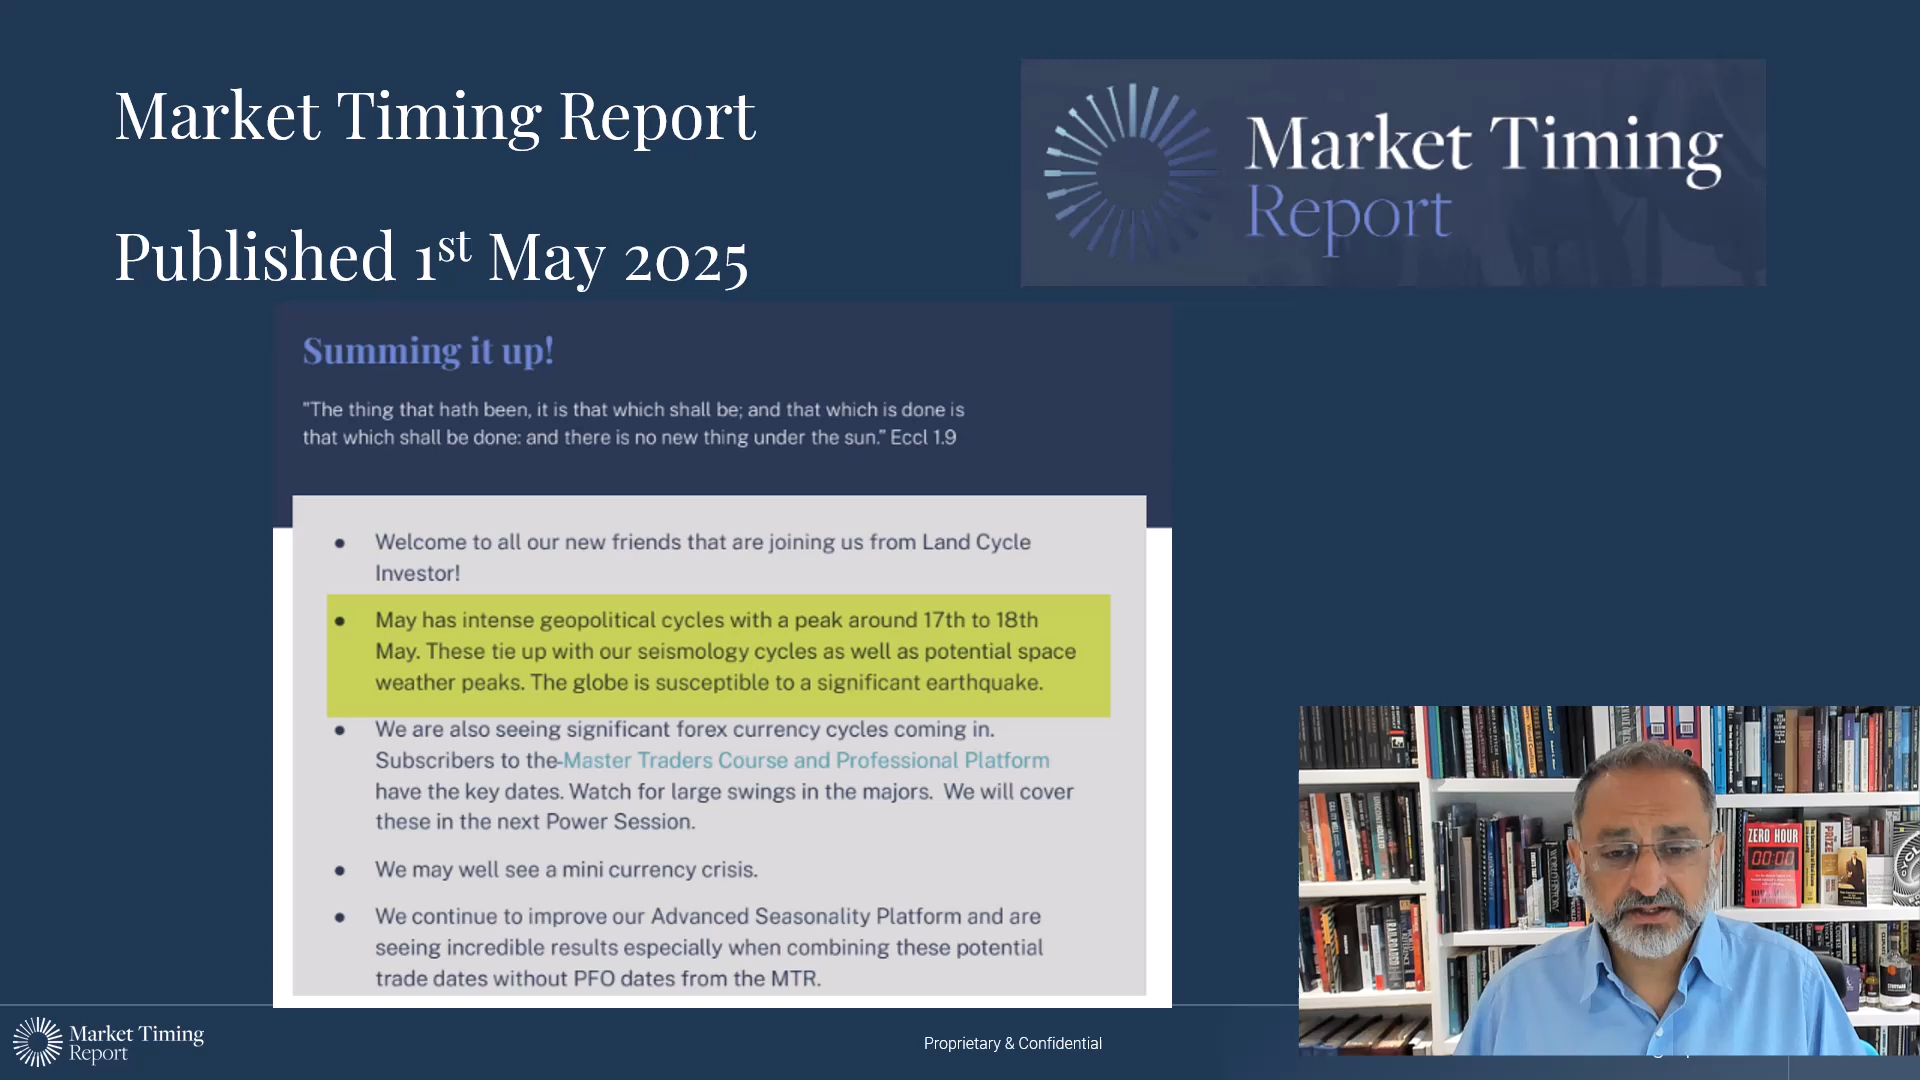 Market Timing Report
Published 1st May 2025
Market Timing
Report
Summing it up!
"The thing that hath been, it is that which shall be; and that which is done is
that which shall be done: and there is no new thing under the sun." Eccl 1.9
● Welcome to all our new friends that are joining us from Land Cycle
Investor!
● May has intense geopolitical cycles with a peak around 17th to 18th
May. These tie up with our seismology cycles as well as potential space
weather peaks. The globe is susceptible to a significant earthquake.
● We are also seeing significant forex currency cycles coming in.
Subscribers to the Master Traders Course and Professional Platform
have the key dates. Watch for large swings in the majors. We will cover
these in the next Power Session.
● We may well see a mini currency crisis.
● We continue to improve our Advanced Seasonality Platform and are
seeing incredible results especially when combining these potential
trade dates without PFO dates from the MTR.
ZERO HOUR
00:00
Market Timing
Report
Proprietary & Confidential